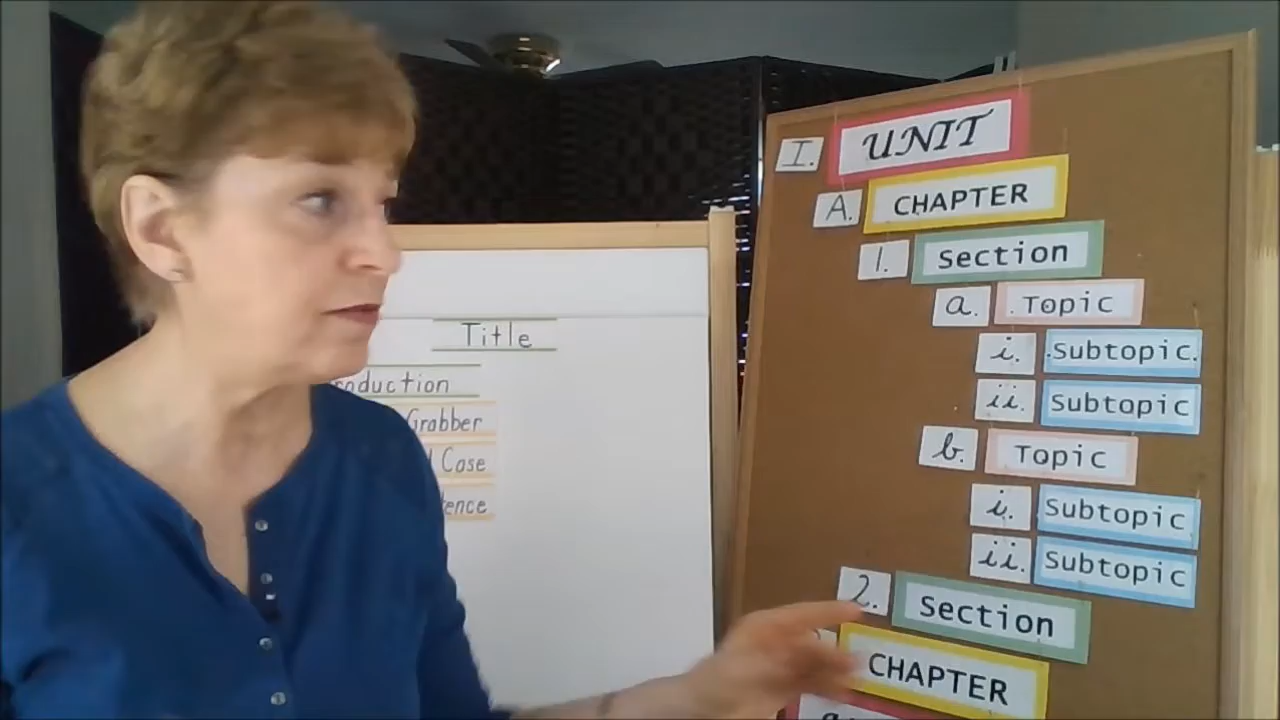 Title
Grabber
Case
I. UNIT
A. CHAPTER
1. Section
a. Topic
i. Subtopic
ii. Subtopic
b. Topic
i. Subtopic
ii. Subtopic
2. Section
CHAPTER